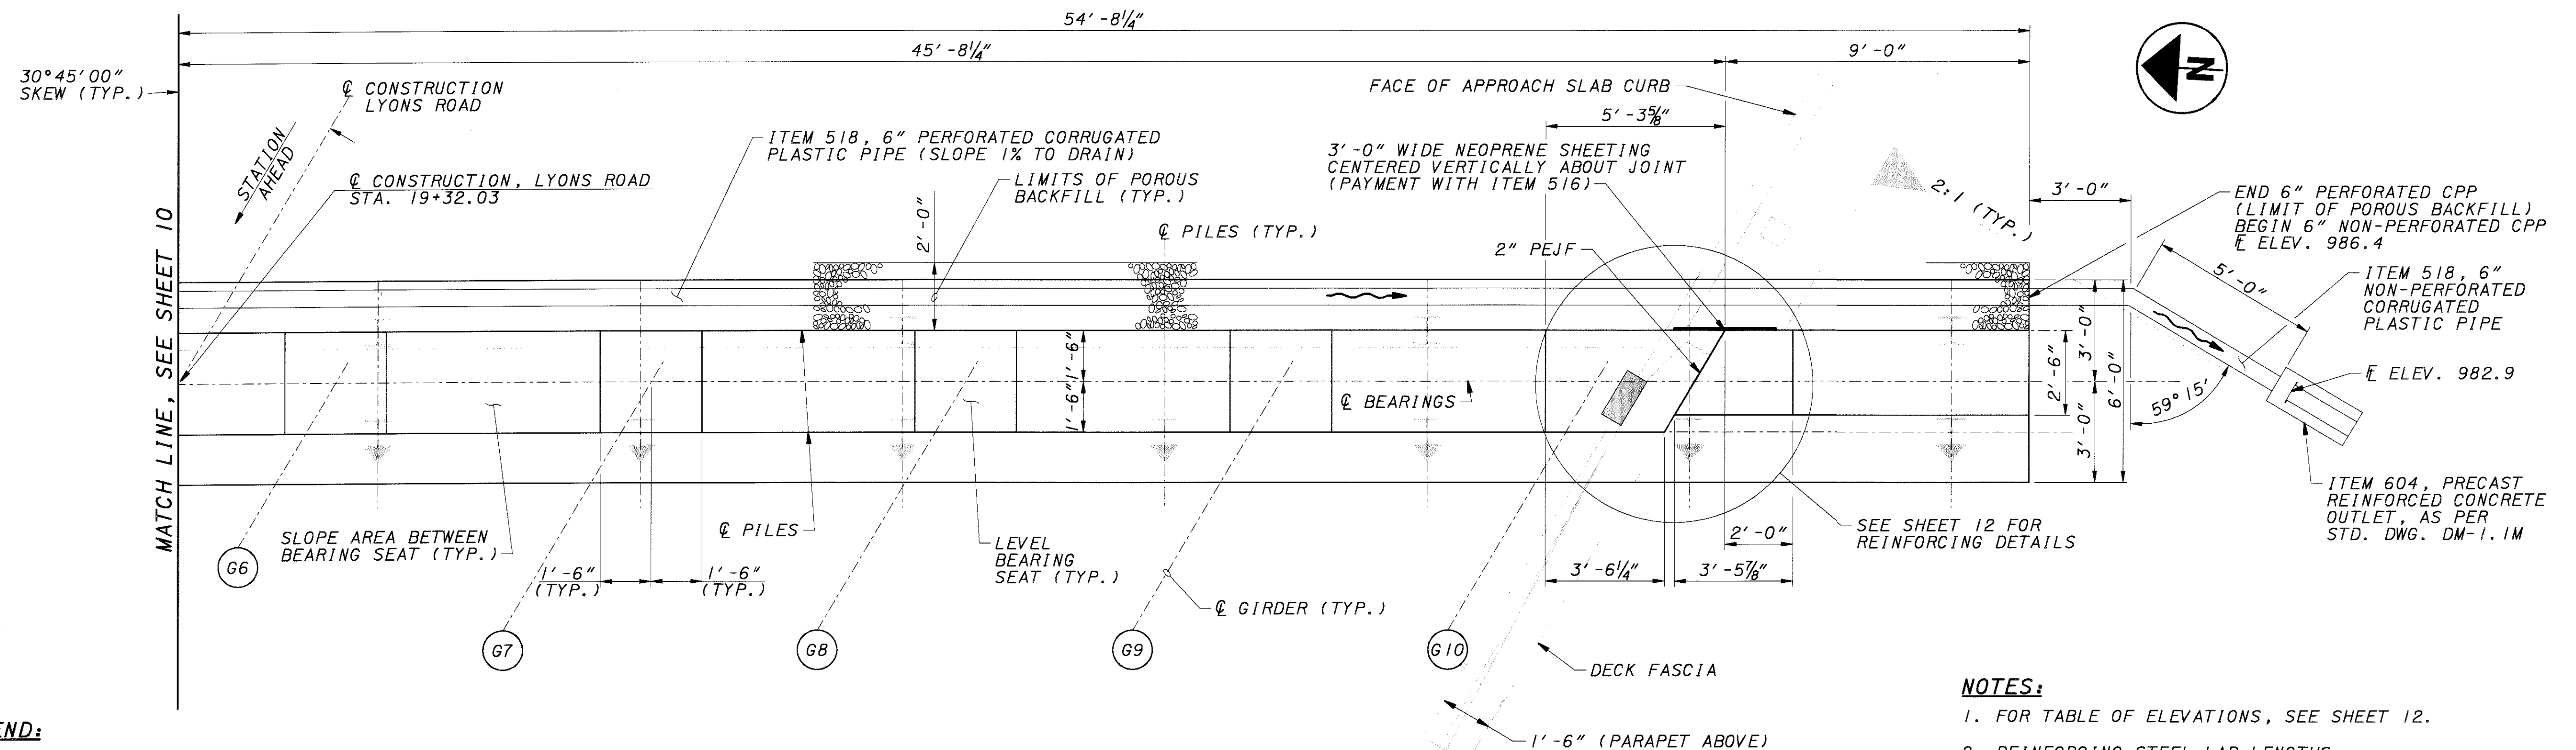 54'-8¼"
45'-8¼"
9'-0"
N
30°45'00"
SKEW (TYP.)
℄ CONSTRUCTION
LYONS ROAD
STATION
AHEAD
℄ CONSTRUCTION, LYONS ROAD
STA. 19+32.03
MATCH LINE, SEE SHEET 10
ITEM 518, 6" PERFORATED CORRUGATED
PLASTIC PIPE (SLOPE 1% TO DRAIN)
LIMITS OF POROUS
BACKFILL (TYP.)
2'-0"
℄ PILES (TYP.)
FACE OF APPROACH SLAB CURB
5'-3⅝"
3'-0" WIDE NEOPRENE SHEETING
CENTERED VERTICALLY ABOUT JOINT
(PAYMENT WITH ITEM 516)
2" PEJF
2:1 (TYP.)
3'-0"
END 6" PERFORATED CPP
(LIMIT OF POROUS BACKFILL)
BEGIN 6" NON-PERFORATED CPP
℄ ELEV. 986.4
5'-0"
ITEM 518, 6"
NON-PERFORATED
CORRUGATED
PLASTIC PIPE
℄ ELEV. 982.9
59°15'
2'-6"
3'-0"
3'-0"
6'-0"
ITEM 604, PRECAST
REINFORCED CONCRETE
OUTLET, AS PER
STD. DWG. DM-1.1M
1'-6"
1'-6"
℄ BEARINGS
SLOPE AREA BETWEEN
BEARING SEAT (TYP.)
℄ PILES
LEVEL
BEARING
SEAT (TYP.)
1'-6"
(TYP.)
1'-6"
(TYP.)
℄ GIRDER (TYP.)
2'-0"
3'-6¼"
3'-5⅞"
SEE SHEET 12 FOR
REINFORCING DETAILS
G6
G7
G8
G9
G10
DECK FASCIA
1'-6" (PARAPET ABOVE)
END:
NOTES:
1. FOR TABLE OF ELEVATIONS, SEE SHEET 12.
2. REINFORCING STEEL LAP LENGTHS